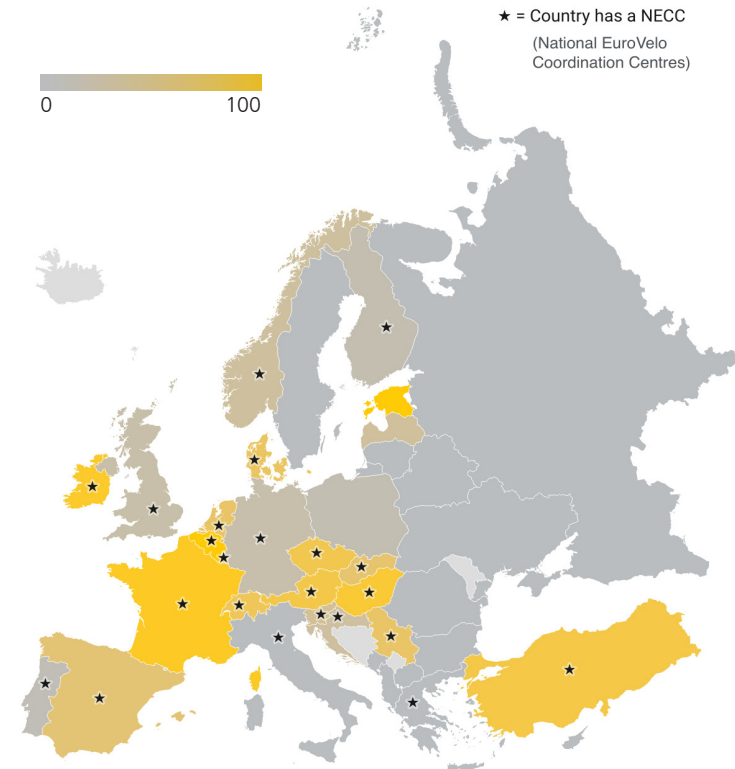 ★ = Country has a NECC
(National EuroVelo
Coordination Centres)
0 100